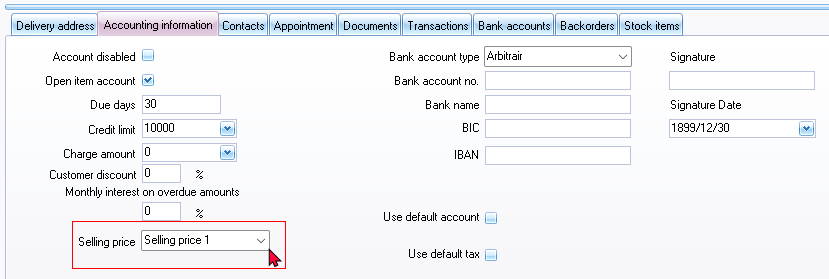 Delivery address Accounting information Contacts Appointment Documents Transactions Bank accounts Backorders Stock items
Account disabled Bank account type Arbitrair Signature
Open item account Bank account no.
Due days 30 Bank name Signature Date
Credit limit 10000 BIC 1899/12/30
Charge amount 0 IBAN
Customer discount 0 %
Monthly interest on overdue amounts
0 %
Use default account
Selling price Selling price 1
Use default tax